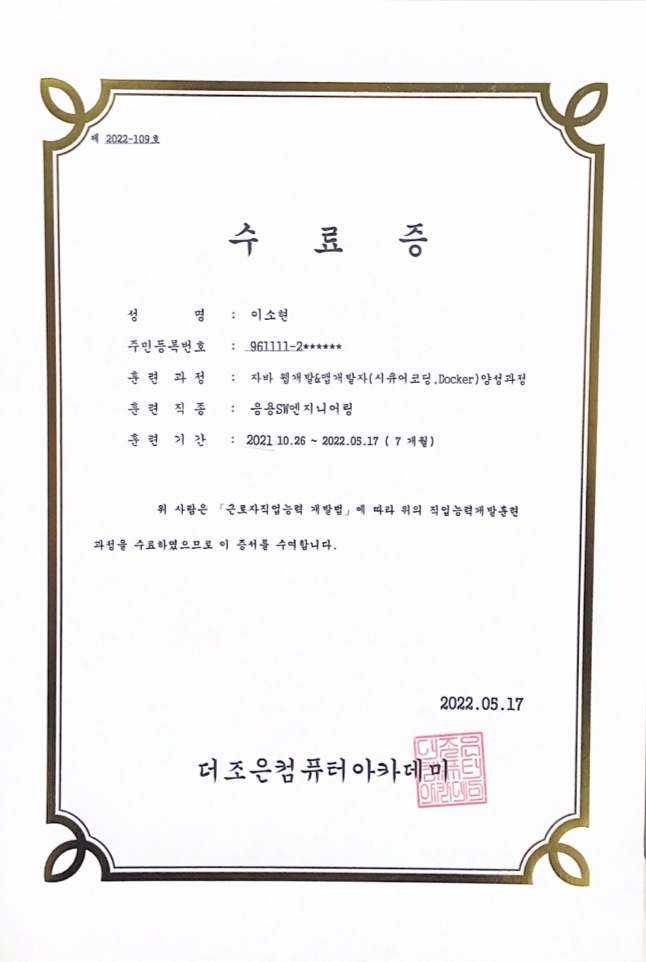 제 2022-109호
수 료 증
성 명 : 이소현
주민등록번호 : 961111-2******
훈 련 과 정 : 자바 웹개발&앱개발자(시큐어코딩,Docker)양성과정
훈 련 직 종 : 응용SW엔지니어링
훈 련 기 간 : 2021.10.26 ~ 2022.05.17 ( 7 개월)
위 사람은 「근로자직업능력 개발법」에 따라 위의 직업능력개발훈련
과정을 수료하였으므로 이 증서를 수여합니다.
2022.05.17
더조은컴퓨터아카데미
더조은
컴퓨터
아카데미